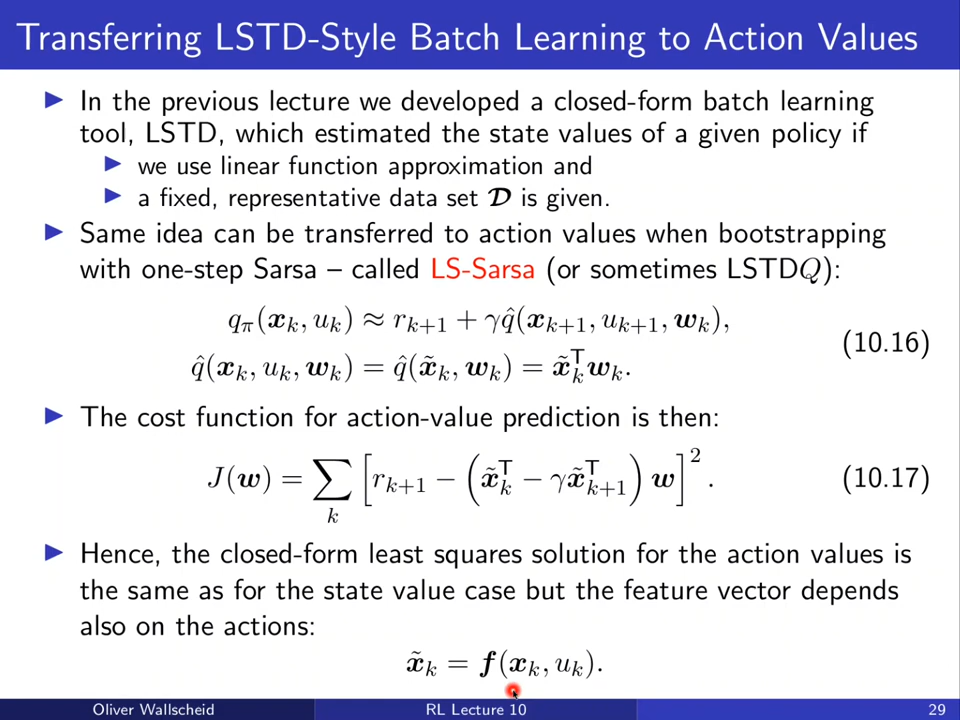 Transferring LSTD-Style Batch Learning to Action Values
▶ In the previous lecture we developed a closed-form batch learning
tool, LSTD, which estimated the state values of a given policy if
▶ we use linear function approximation and
▶ a fixed, representative data set 𝓓 is given.
▶ Same idea can be transferred to action values when bootstrapping
with one-step Sarsa – called LS-Sarsa (or sometimes LSTDQ):
q_π(x_k, u_k) ≈ r_{k+1} + γq̂(x_{k+1}, u_{k+1}, w_k),
q̂(x_k, u_k, w_k) = q̂(x̃_k, w_k) = x̃_k^T w_k.
(10.16)
▶ The cost function for action-value prediction is then:
J(w) = ∑_k [r_{k+1} − (x̃_k^T − γx̃_{k+1}^T) w]^2. (10.17)
▶ Hence, the closed-form least squares solution for the action values is
the same as for the state value case but the feature vector depends
also on the actions:
x̃_k = f(x_k, u_k).
Oliver Wallscheid RL Lecture 10 29